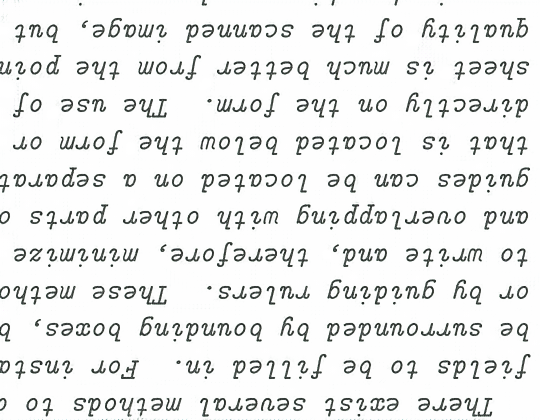 There exist several methods to
fields to be filled in. For insta
be surrounded by bounding boxes, b
or by guiding rulers. These metho
to write and, therefore, minimize
and overlapping with other parts o
guides can be located on a separat
that is located below the form or
directly on the form. The use of
sheet is much better from the poin
quality of the scanned image, but